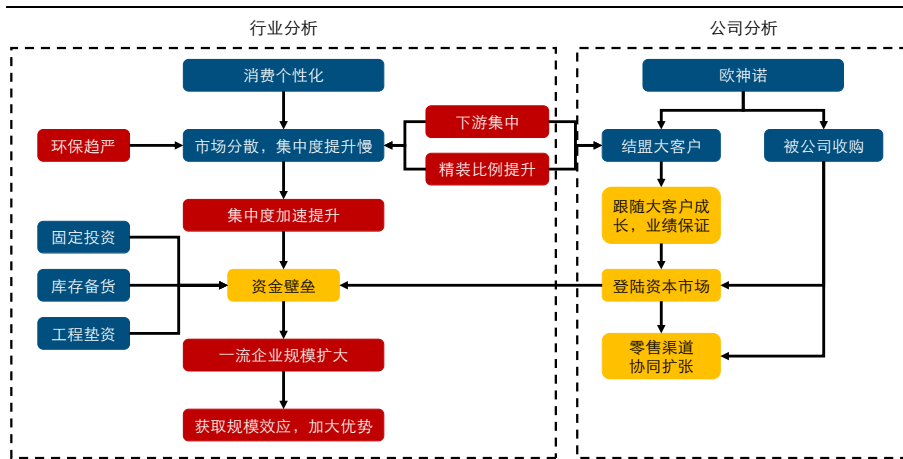 行业分析
公司分析
消费个性化
欧神诺
下游集中
环保趋严
市场分散，集中度提升慢
结盟大客户
被公司收购
精装比例提升
集中度加速提升
跟随大客户成
长，业绩保证
固定投资
库存备货
资金壁垒
登陆资本市场
工程垫资
一流企业规模扩大
零售渠道
协同扩张
获取规模效应，加大优势